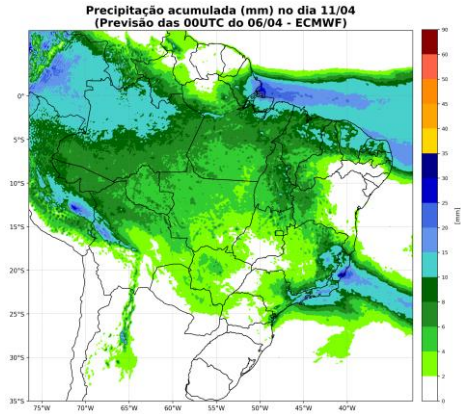 Precipitação acumulada (mm) no dia 11/04
(Previsão das 00UTC do 06/04 - ECMWF)
90
80
70
60
50
45
40
35
30
25
20
15
10
8
6
4
2
0
[mm]
0°
5°S
10°S
15°S
20°S
25°S
30°S
35°S
75°W 70°W 65°W 60°W 55°W 50°W 45°W 40°W